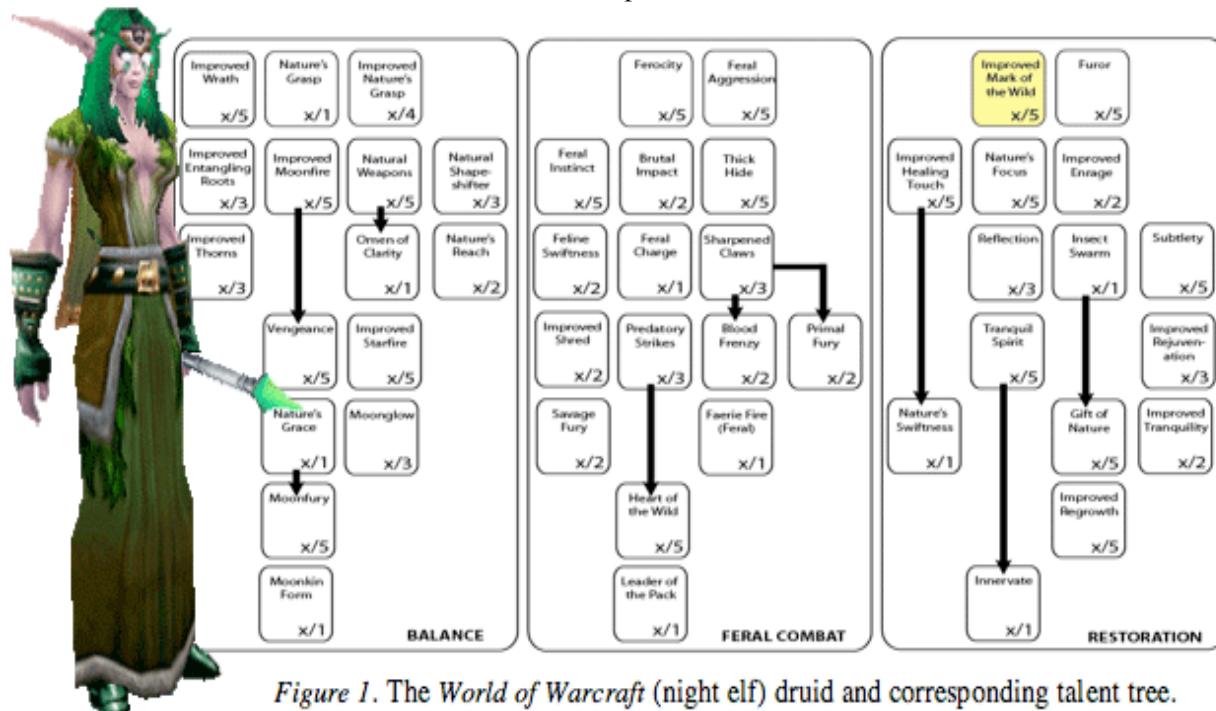 Improved
Wrath
x/5
Nature's
Grasp
x/1
Improved
Nature's
Grasp
x/4
Improved
Entangling
Roots
x/3
Improved
Moonfire
x/5
Natural
Weapons
x/5
Natural
Shape-
shifter
x/3
Improved
Thorns
x/3
Omen of
Clarity
x/1
Nature's
Reach
x/2
Vengeance
x/5
Improved
Starfire
x/5
Nature's
Grace
x/1
Moonglow
x/3
Moonfury
x/5
Moonkin
Form
x/1
BALANCE
Ferocity
x/5
Feral
Aggression
x/5
Feral
Instinct
x/5
Brutal
Impact
x/2
Thick
Hide
x/5
Feline
Swiftness
x/2
Feral
Charge
x/1
Sharpened
Claws
x/3
Improved
Shred
x/2
Predatory
Strikes
x/3
Blood
Frenzy
x/2
Primal
Fury
x/2
Savage
Fury
x/2
Faerie Fire
(Feral)
x/1
Heart of
the Wild
x/5
Leader of
the Pack
x/1
FERAL COMBAT
Improved
Mark of
the Wild
x/5
Furor
x/5
Improved
Healing
Touch
x/5
Nature's
Focus
x/5
Improved
Enrage
x/2
Reflection
x/3
Insect
Swarm
x/1
Subtlety
x/5
Tranquil
Spirit
x/5
Improved
Rejuven-
ation
x/3
Nature's
Swiftness
x/1
Gift of
Nature
x/5
Improved
Tranquility
x/2
Improved
Regrowth
x/5
Innervate
x/1
RESTORATION
Figure 1. The World of Warcraft (night elf) druid and corresponding talent tree.